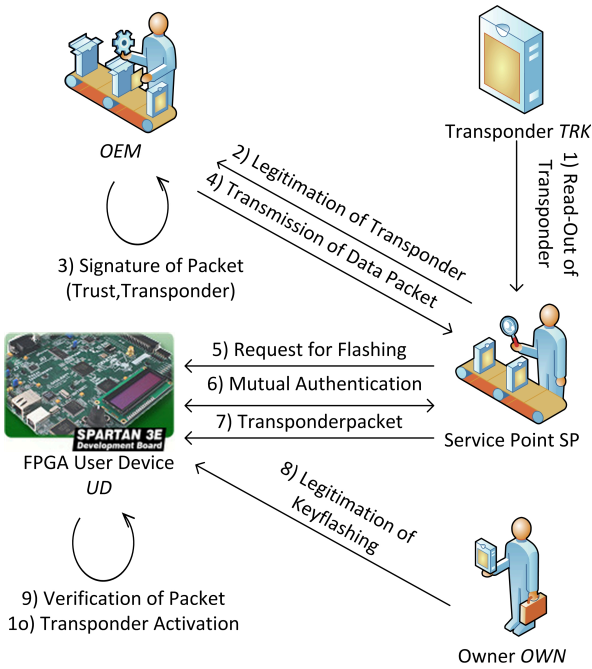 OEM
Transponder TRK
1) Read-Out of
Transponder
2) Legitimation of Transponder
4) Transmission of Data Packet
3) Signature of Packet
(Trust,Transponder)
5) Request for Flashing
6) Mutual Authentication
7) Transponderpacket
SPARTAN 3E
Development Board
Service Point SP
FPGA User Device
UD
8) Legitimation of
Keyflashing
9) Verification of Packet
1o) Transponder Activation
Owner OWN